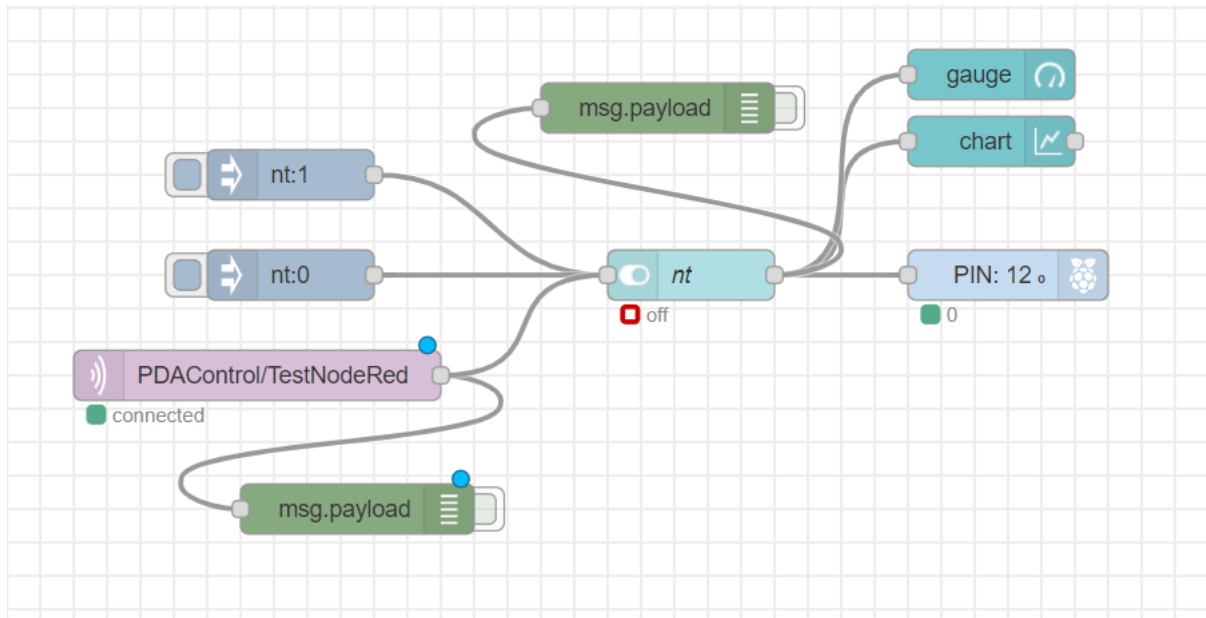 gauge
msg.payload
chart
nt:1
nt:0
nt
PIN: 12
off
0
PDAControl/TestNodeRed
connected
msg.payload